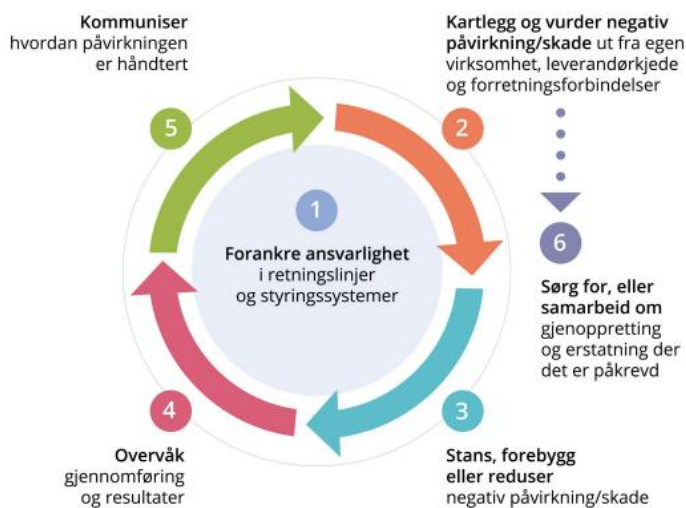 Kommuniser
hvordan påvirkningen
er håndtert
5
Kartlegg og vurder negativ
påvirkning/skade ut fra egen
virksomhet, leverandørkjede
og forretningsforbindelser
2
1
Forankre ansvarlighet
i retningslinjer
og styringssystemer
6
Sørg for, eller
samarbeid om
gjenoppretting
og erstatning der
det er påkrevd
4
Overvåk
gjennomføring
og resultater
3
Stans, forebygg
eller reduser
negativ påvirkning/skade